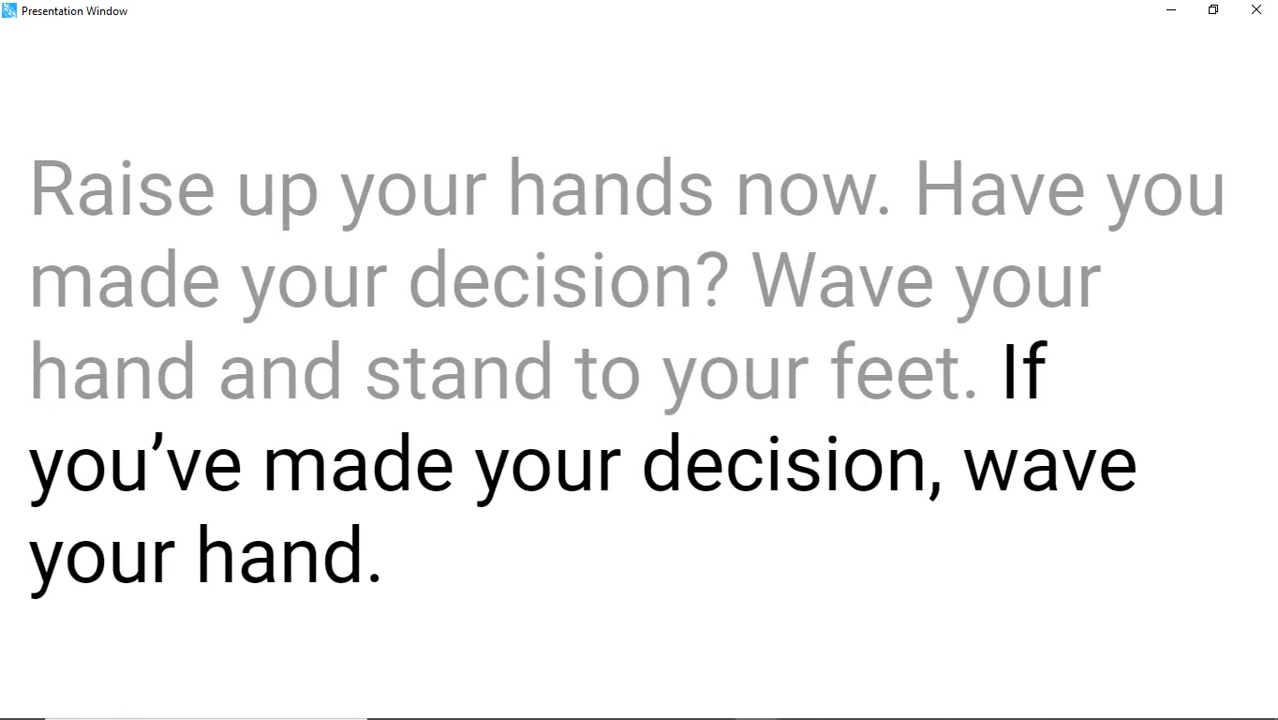 Presentation Window
Raise up your hands now. Have you
made your decision? Wave your
hand and stand to your feet. If
you’ve made your decision, wave
your hand.